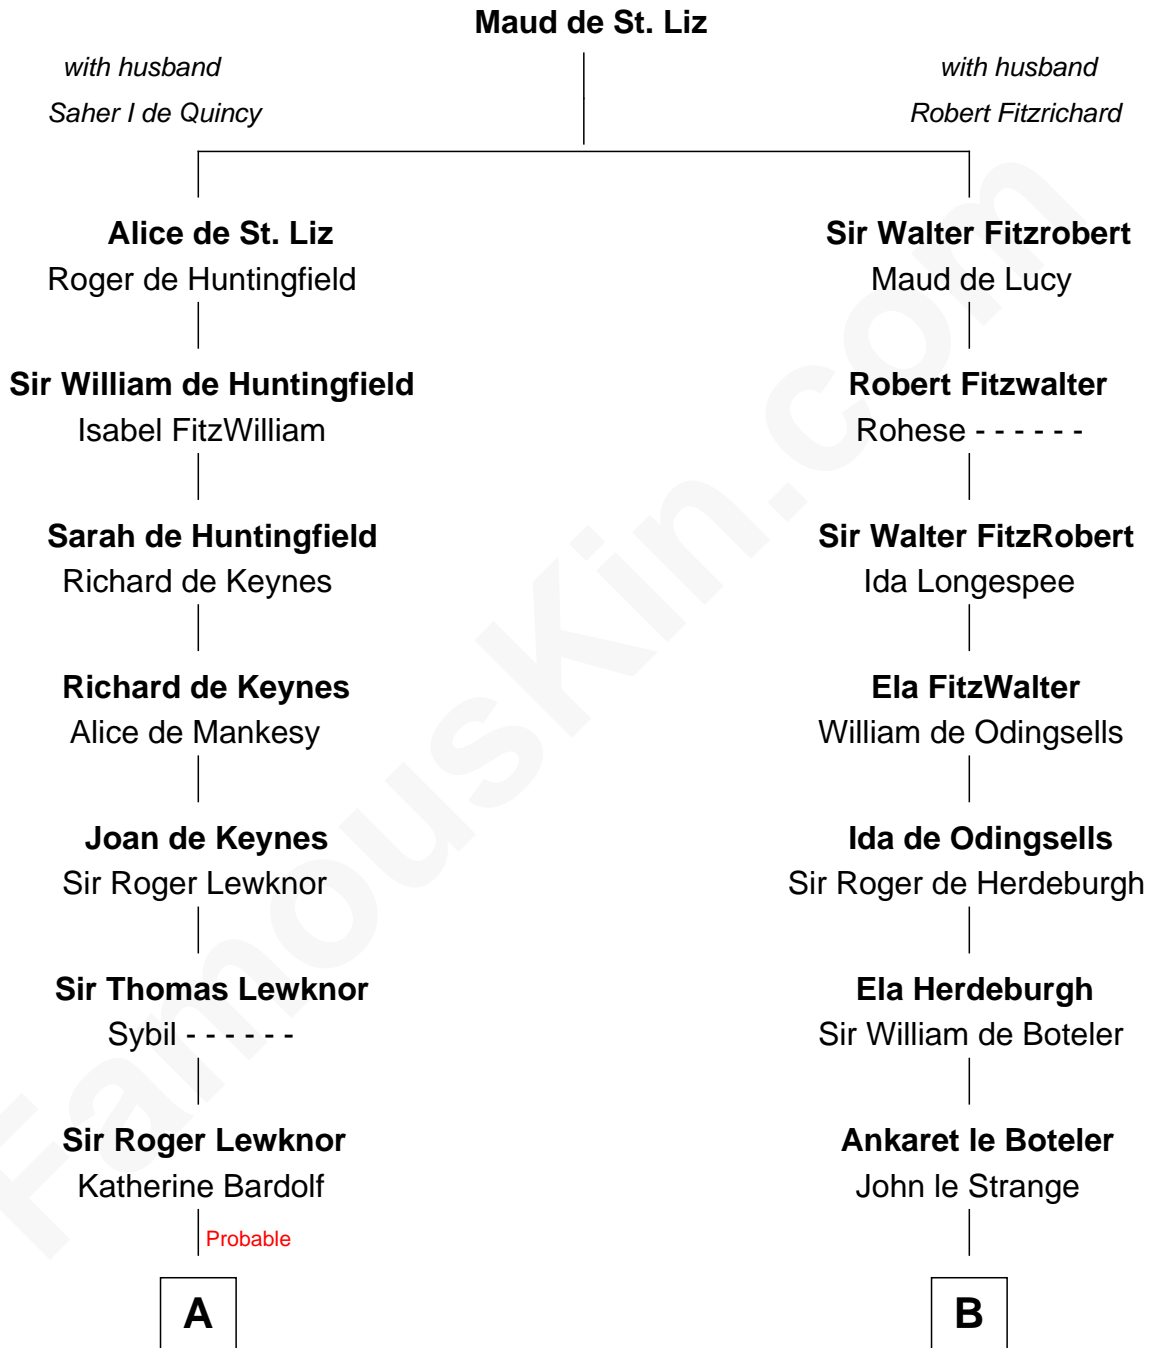 Maud de St. Liz
with husband
Saher I de Quincy
with husband
Robert Fitzrichard
Alice de St. Liz
Roger de Huntingfield
Sir Walter Fitzrobert
Maud de Lucy
Sir William de Huntingfield
Isabel FitzWilliam
Robert Fitzwalter
Rohese - - - - - -
Sarah de Huntingfield
Richard de Keynes
Sir Walter FitzRobert
Ida Longespee
Richard de Keynes
Alice de Mankesy
Ela FitzWalter
William de Odingsells
Joan de Keynes
Sir Roger Lewknor
Ida de Odingsells
Sir Roger de Herdeburgh
Sir Thomas Lewknor
Sybil - - - - - -
Ela Herdeburgh
Sir William de Boteler
Sir Roger Lewknor
Katherine Bardolf
Ankaret le Boteler
John le Strange
Probable
A
B
FamousKin.com